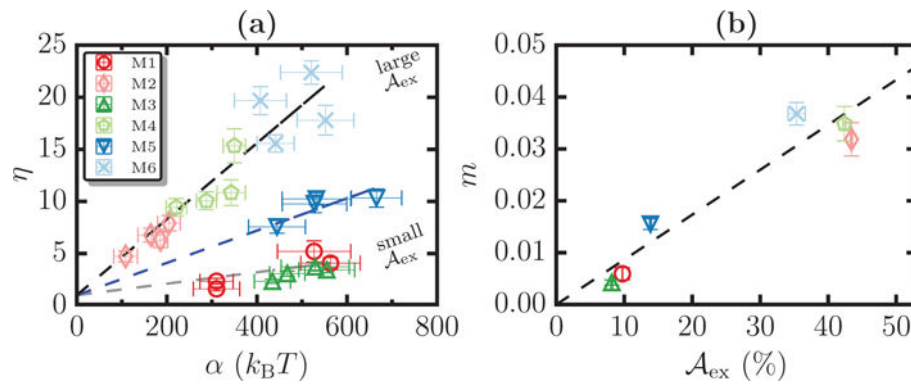 (a)
25
20
15
10
5
0
η
M1
M2
M3
M4
M5
M6
large
𝒜ex
small
𝒜ex
0 200 400 600 800
α (kBT)
(b)
0.05
0.04
0.03
0.02
0.01
0.00
m
0 10 20 30 40 50
𝒜ex (%)